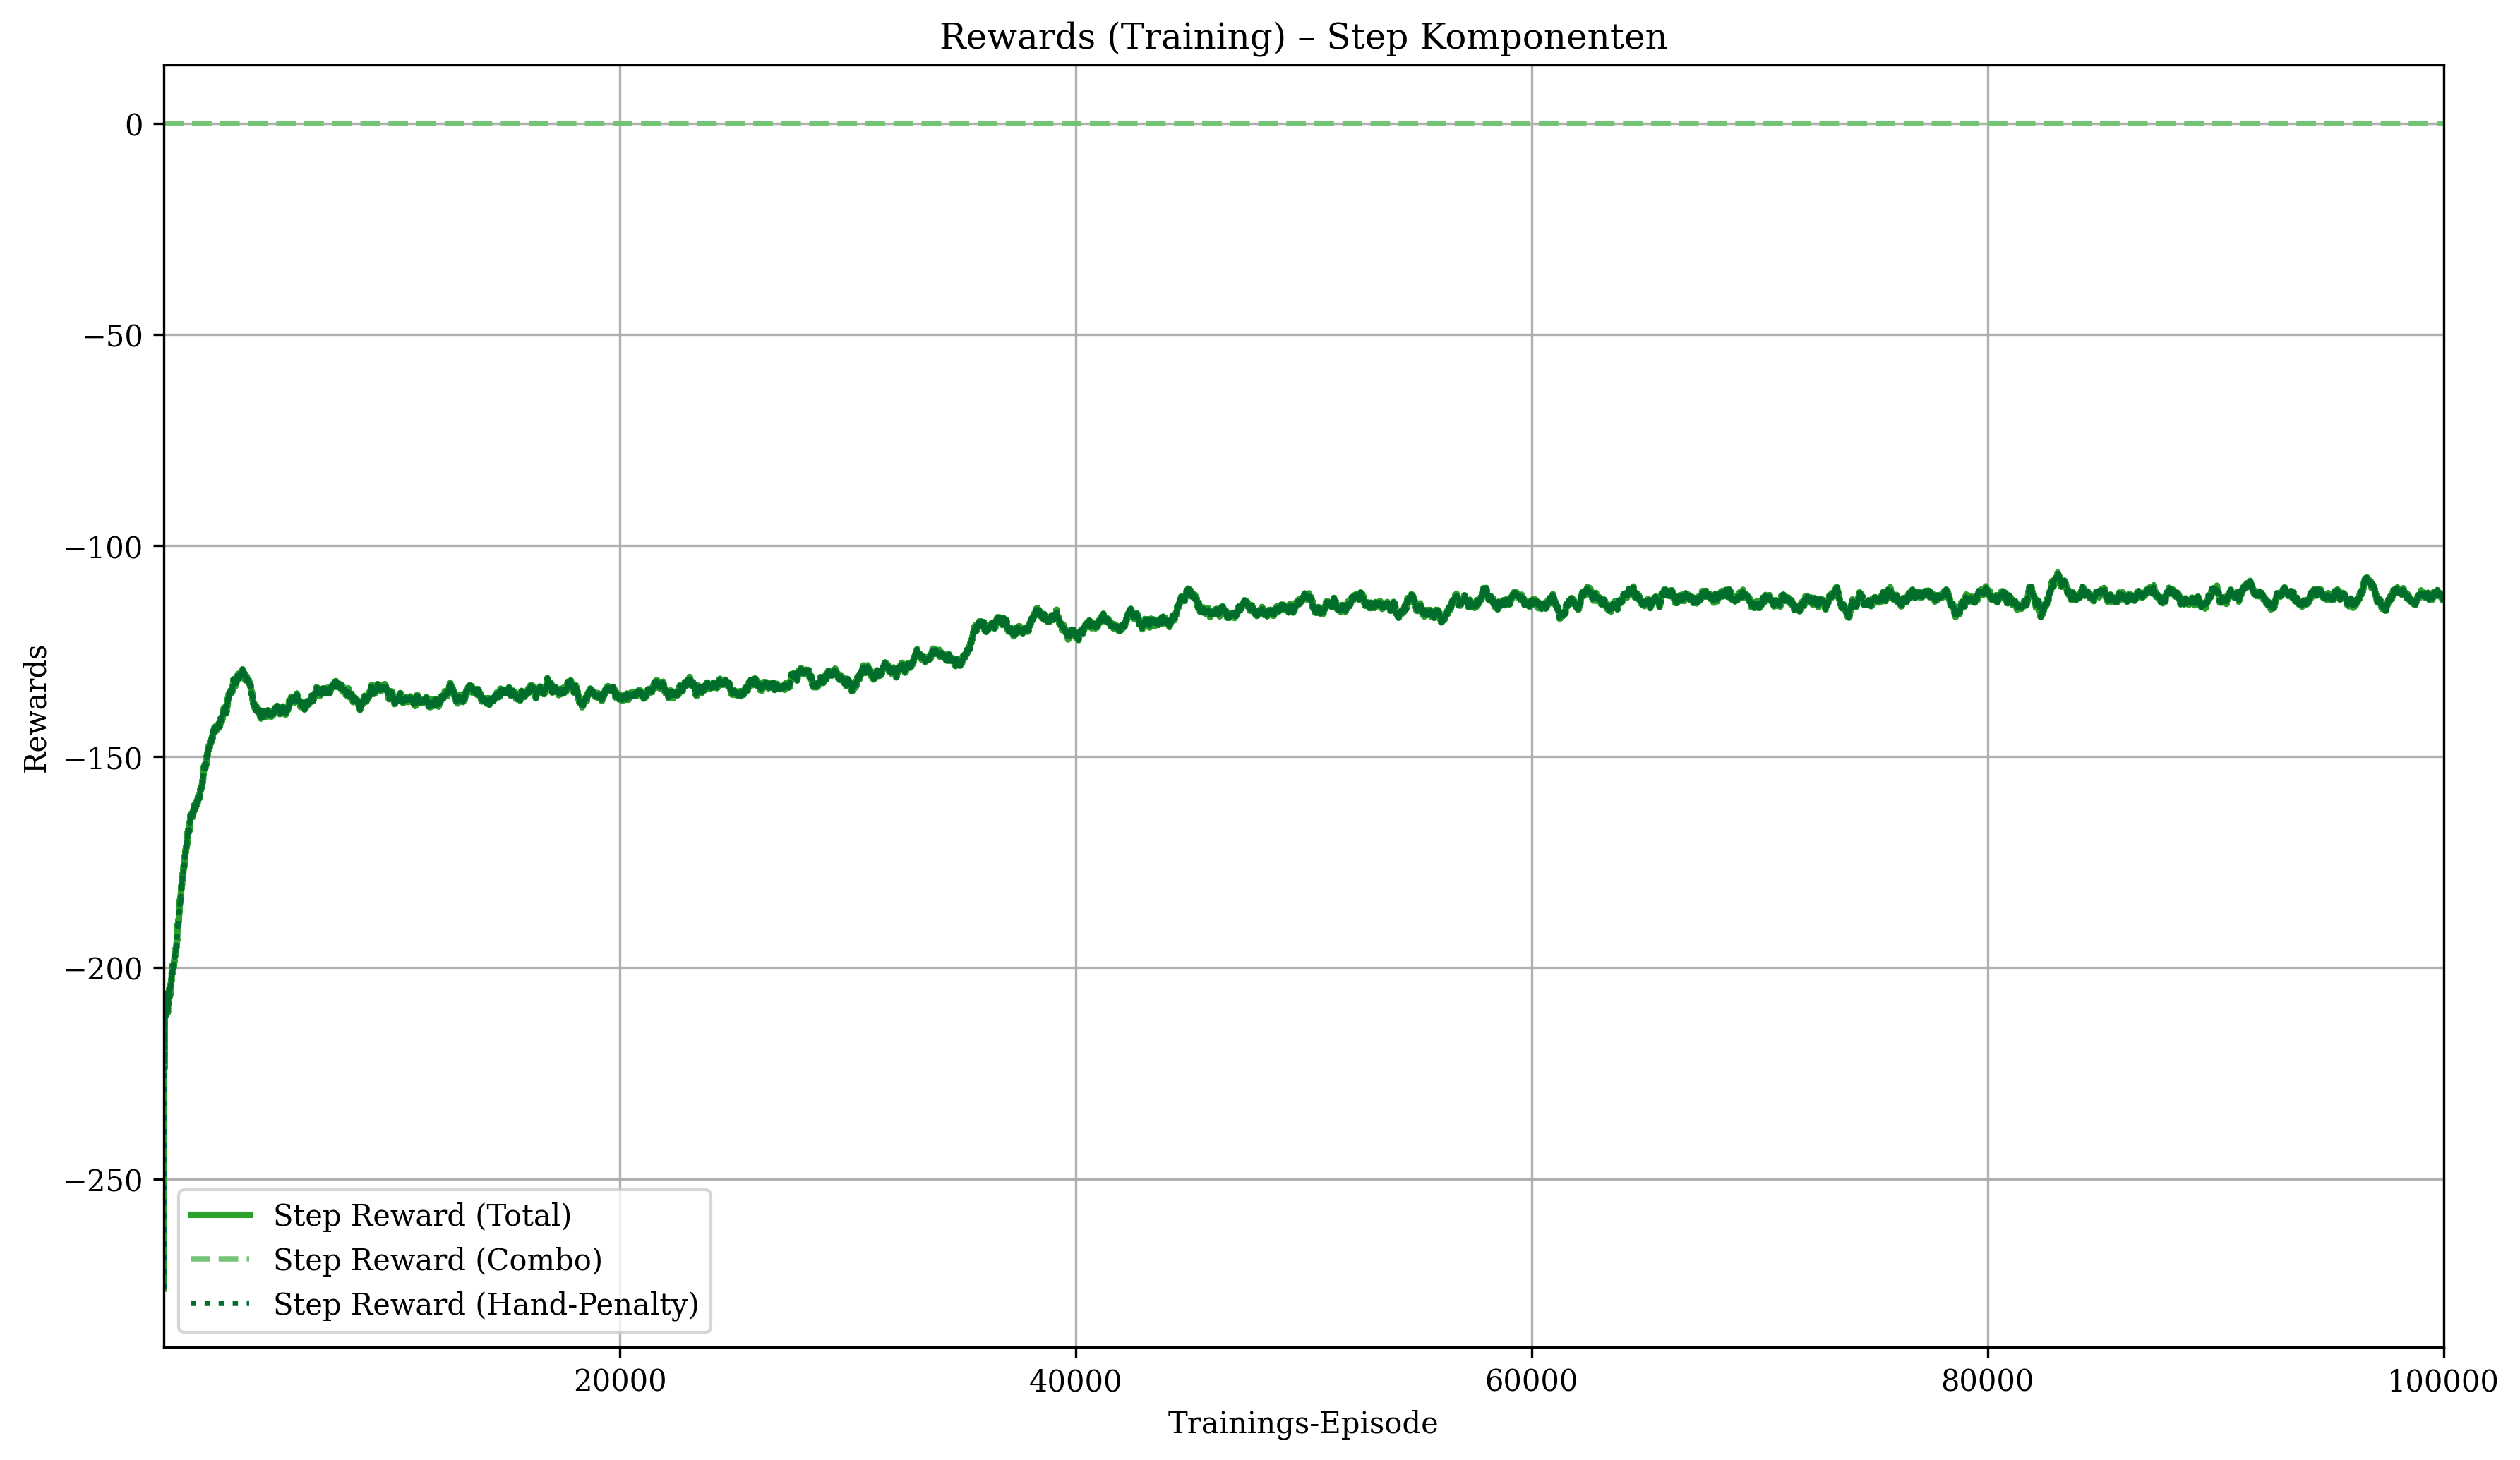 Rewards (Training) – Step Komponenten
Rewards
0
−50
−100
−150
−200
−250
Step Reward (Total)
Step Reward (Combo)
Step Reward (Hand-Penalty)
20000
40000
60000
80000
100000
Trainings-Episode